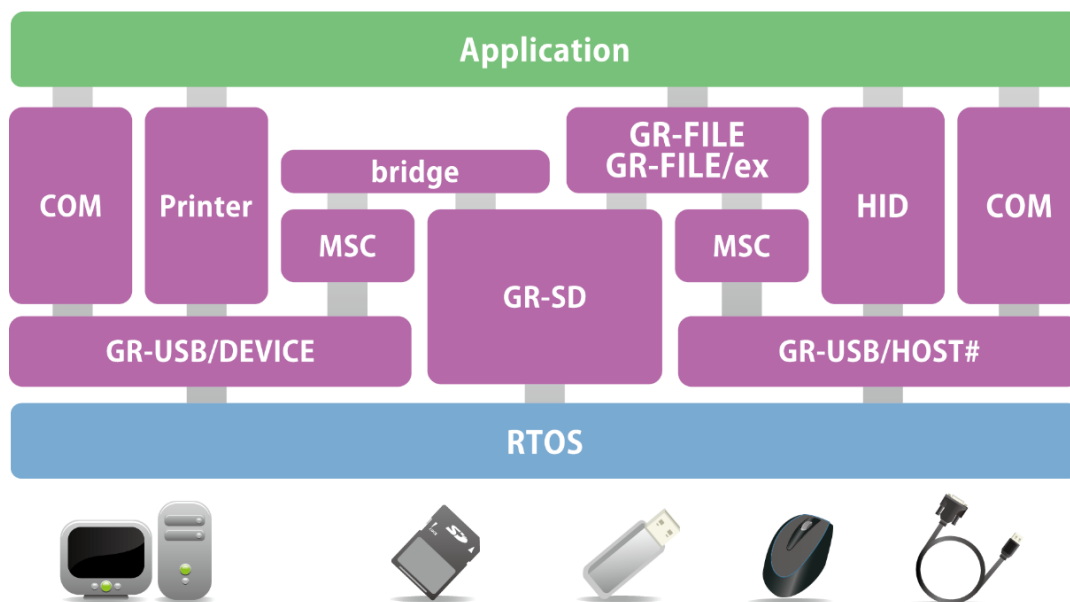 Application
COM
Printer
bridge
GR-FILE
GR-FILE/ex
HID
COM
MSC
GR-SD
MSC
GR-USB/DEVICE
GR-USB/HOST#
RTOS
SD